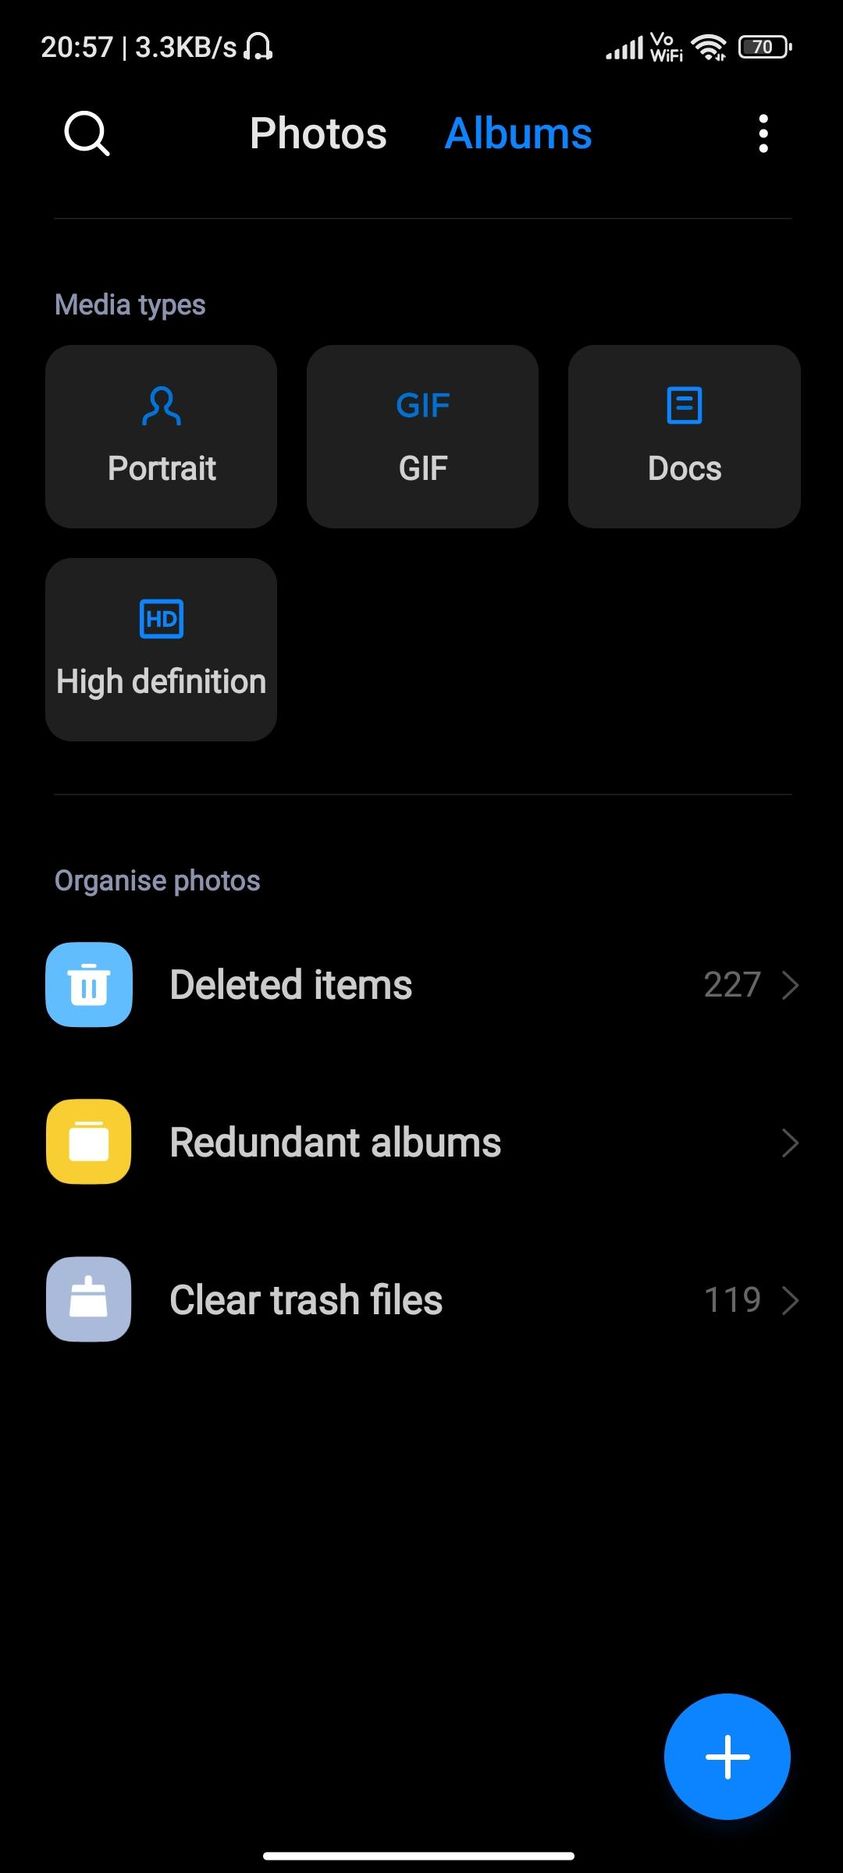 20:57 | 3.3KB/s Vo WiFi 70
Photos Albums
Media types
GIF
Portrait GIF Docs
HD
High definition
Organise photos
Deleted items 227
Redundant albums
Clear trash files 119